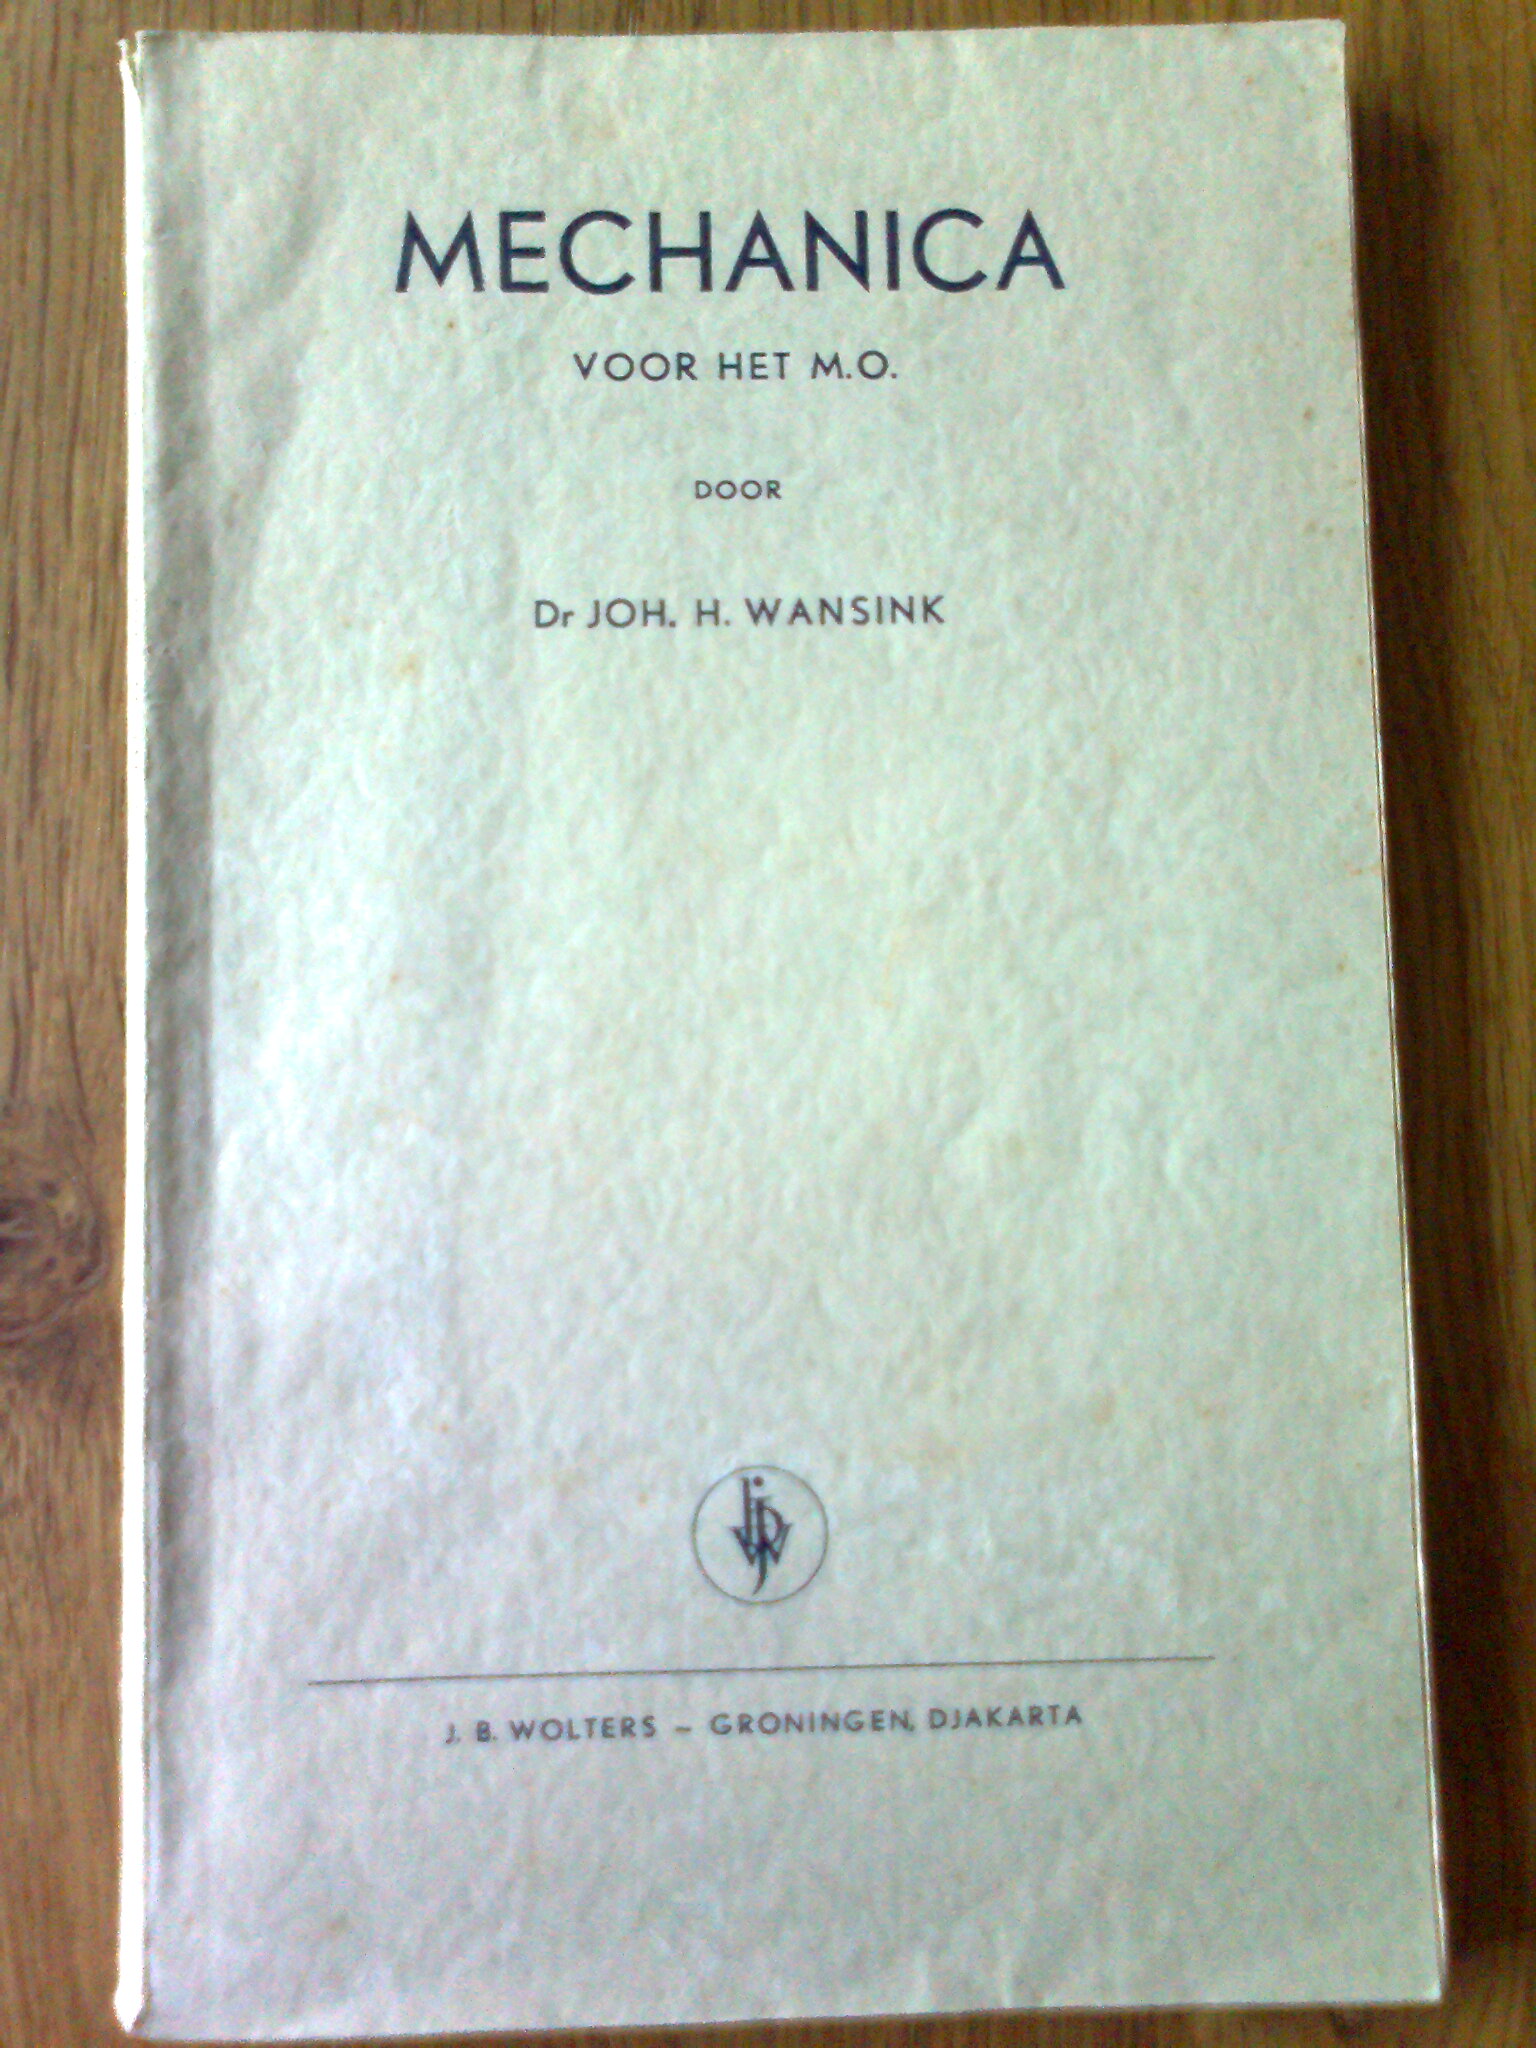 MECHANICA
VOOR HET M.O.
DOOR
Dr JOH. H. WANSINK
J. B. WOLTERS – GRONINGEN, DJAKARTA